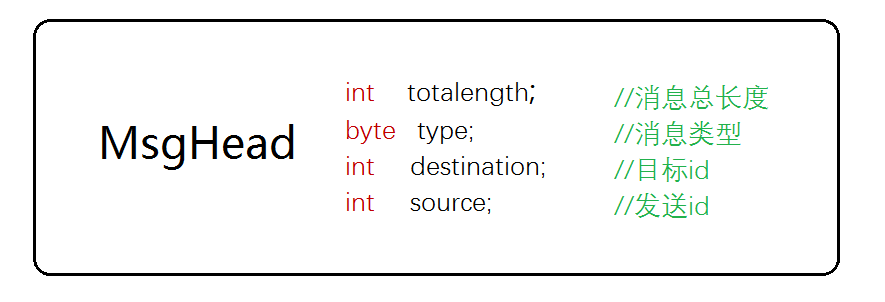 MsgHead
int totalength; //消息总长度
byte type; //消息类型
int destination; //目标id
int source; //发送id